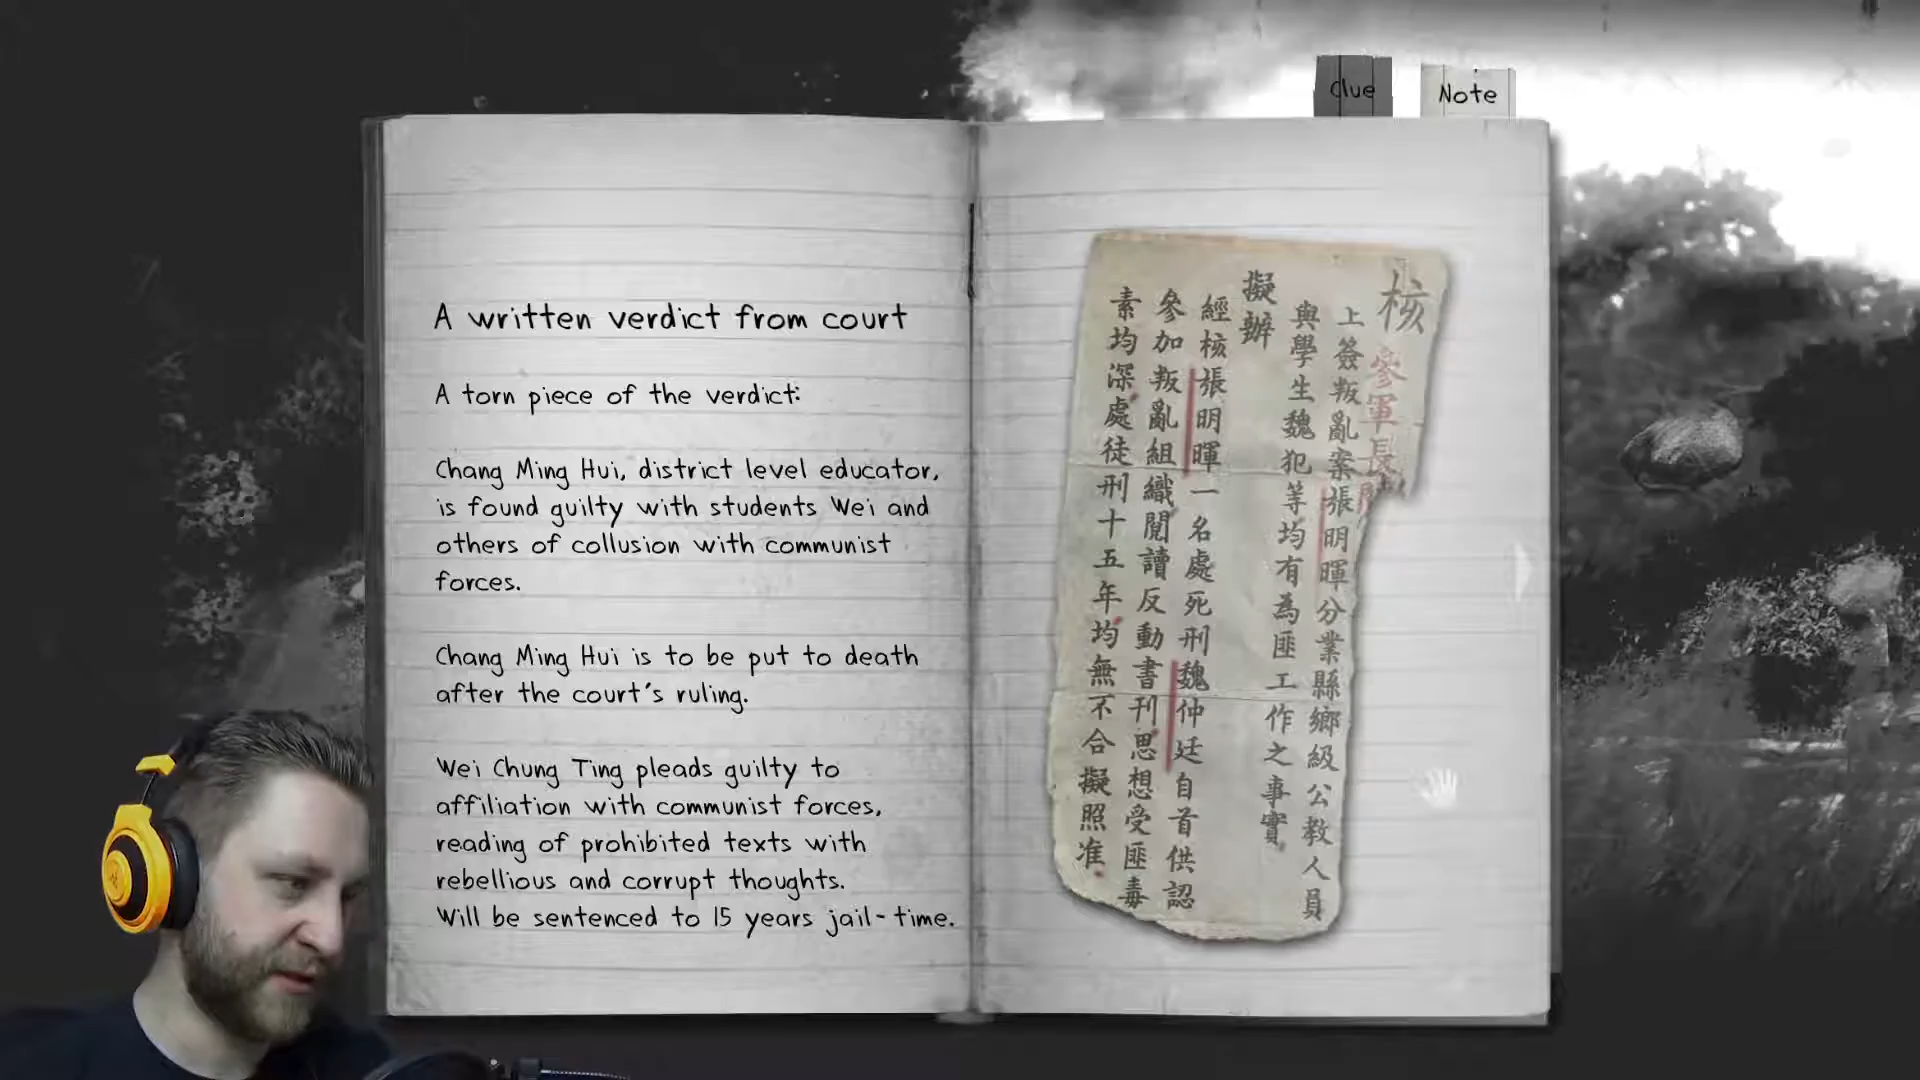 Clue
Note
A written verdict from court
A torn piece of the verdict:
Chang Ming Hui, district level educator,
is found guilty with students Wei and
others of collusion with communist
forces.
Chang Ming Hui is to be put to death
after the court's ruling.
Wei Chung Ting pleads guilty to
affiliation with communist forces,
reading of prohibited texts with
rebellious and corrupt thoughts.
Will be sentenced to 15 years jail-time.
核
參軍長
上簽叛亂案張明暉分業縣鄉級公教人員
與學生魏犯等均有為匪工作之事實
擬辦
經核張明暉一名處死刑魏仲廷自首供認
參加叛亂組織閱讀反動書刊思想受匪毒
素均深處徒刑十五年均無不合擬照准